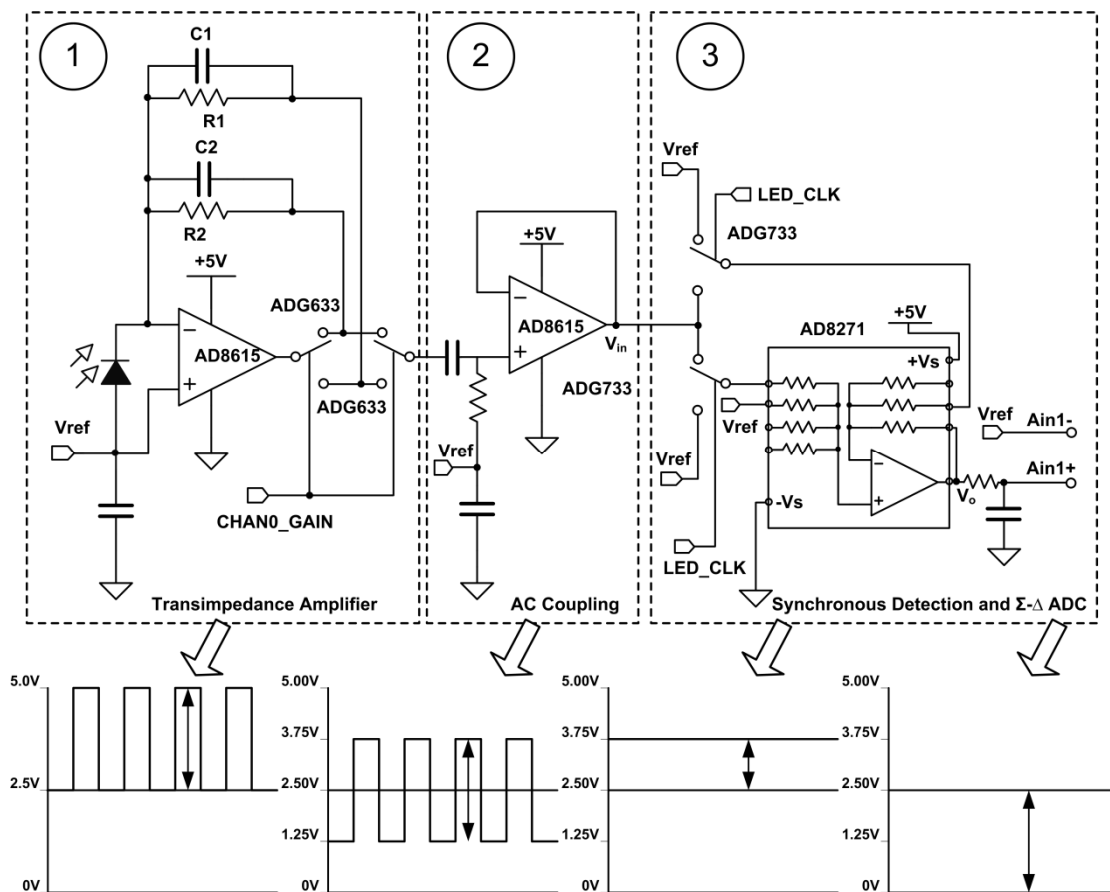 1
C1
R1
C2
R2
+5V
AD8615
−
+
Vref
ADG633
ADG633
CHAN0_GAIN
Transimpedance Amplifier
2
+5V
AD8615
−
+
Vin
ADG733
Vref
AC Coupling
3
Vref
LED_CLK
ADG733
+5V
AD8271
+Vs
Vref
Vref
-Vs
−
+
Vo
Vref
Ain1-
Ain1+
LED_CLK
Synchronous Detection and Σ-Δ ADC
5.0V
2.5V
0V
5.00V
3.75V
2.50V
1.25V
0V
5.00V
3.75V
2.50V
1.25V
0V
5.00V
3.75V
2.50V
1.25V
0V